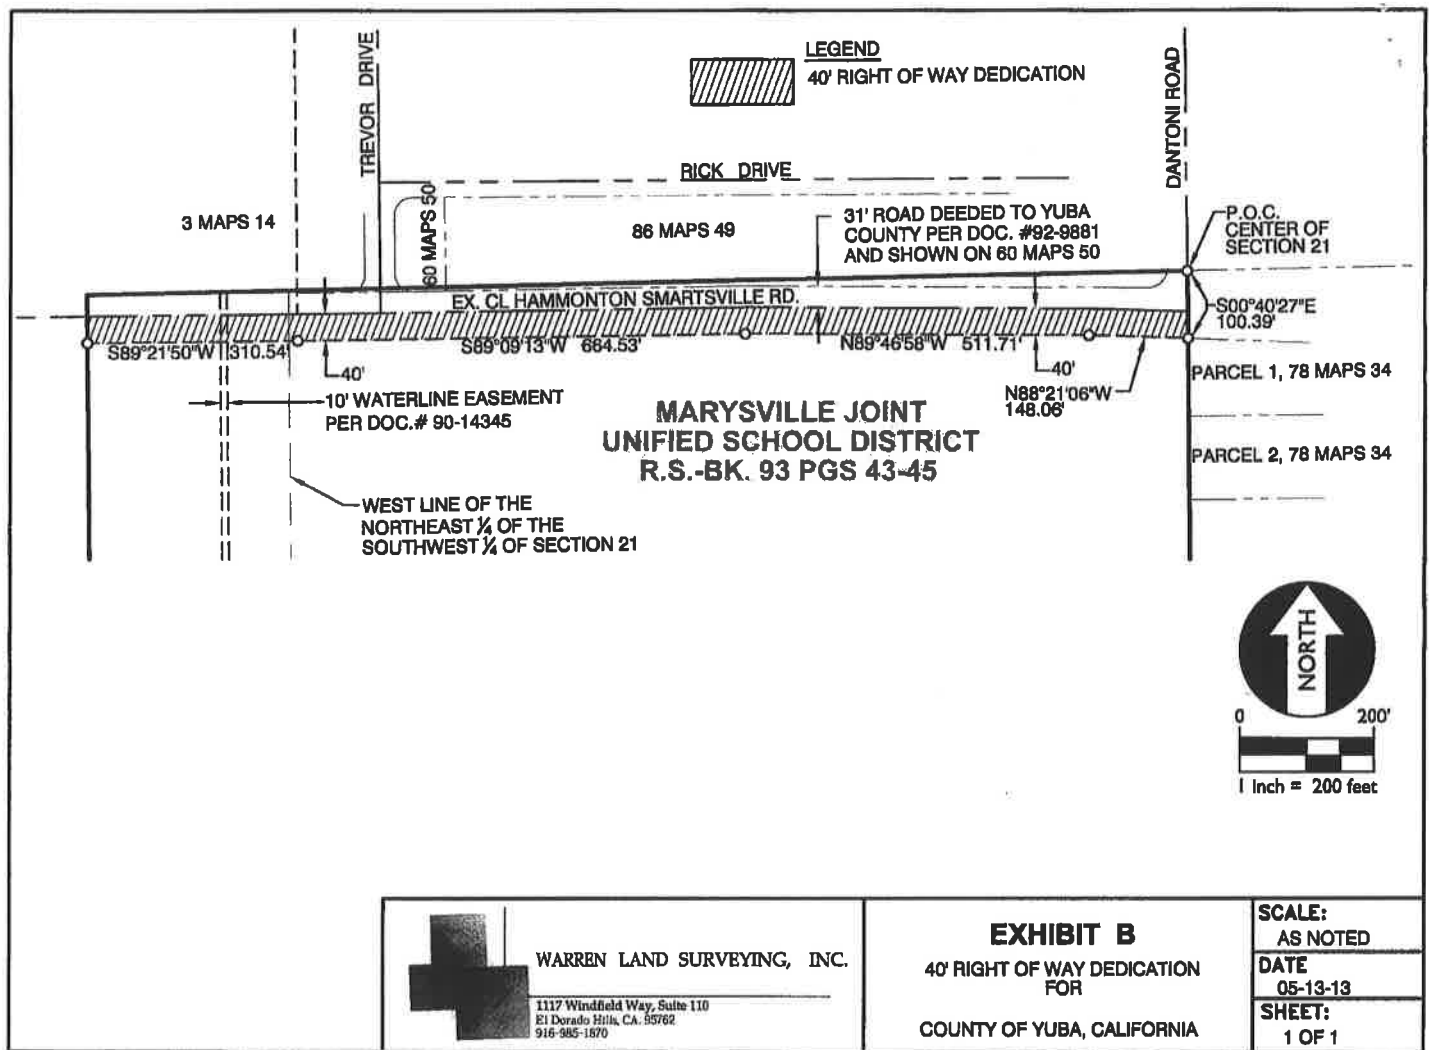 LEGEND
40' RIGHT OF WAY DEDICATION
TREVOR DRIVE
DANTONI ROAD
RICK DRIVE
3 MAPS 14
60 MAPS 50
86 MAPS 49
31' ROAD DEEDED TO YUBA
COUNTY PER DOC. #92-9881
AND SHOWN ON 60 MAPS 50
P.O.C.
CENTER OF
SECTION 21
EX. CL HAMMONTON SMARTSVILLE RD.
S00°40'27"E
100.39'
S89°21'50"W 310.54'
S89°09'13"W 664.53'
N89°46'58"W 511.71'
40'
40'
N88°21'06"W
148.06'
PARCEL 1, 78 MAPS 34
10' WATERLINE EASEMENT
PER DOC.# 90-14345
MARYSVILLE JOINT
UNIFIED SCHOOL DISTRICT
R.S.-BK. 93 PGS 43-45
PARCEL 2, 78 MAPS 34
WEST LINE OF THE
NORTHEAST ¼ OF THE
SOUTHWEST ¼ OF SECTION 21
NORTH
0 200'
1 Inch = 200 feet
WARREN LAND SURVEYING, INC.
1117 Windfield Way, Suite 110
El Dorado Hills, CA. 95762
916-985-1870
EXHIBIT B
40' RIGHT OF WAY DEDICATION
FOR
COUNTY OF YUBA, CALIFORNIA
SCALE:
AS NOTED
DATE
05-13-13
SHEET:
1 OF 1